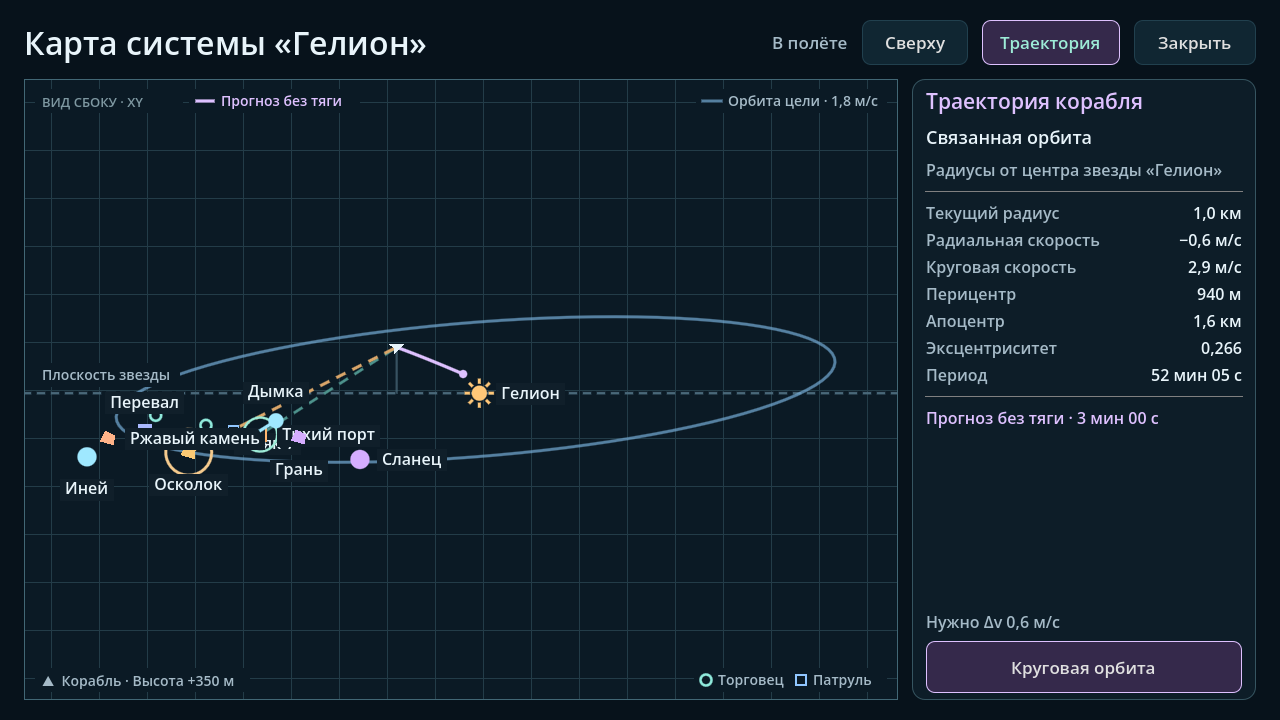 Карта системы «Гелион»
В полёте
Сверху
Траектория
Закрыть
ВИД СБОКУ · XY
Прогноз без тяги
Орбита цели · 1,8 м/с
Плоскость звезды
Перевал
Дымка
Гелион
Ржавый камень
Тихий порт
Иней
Осколок
Грань
Сланец
Корабль · Высота +350 м
Торговец
Патруль
Траектория корабля
Связанная орбита
Радиусы от центра звезды «Гелион»
Текущий радиус 1,0 км
Радиальная скорость −0,6 м/с
Круговая скорость 2,9 м/с
Перицентр 940 м
Апоцентр 1,6 км
Эксцентриситет 0,266
Период 52 мин 05 с
Прогноз без тяги · 3 мин 00 с
Нужно Δv 0,6 м/с
Круговая орбита